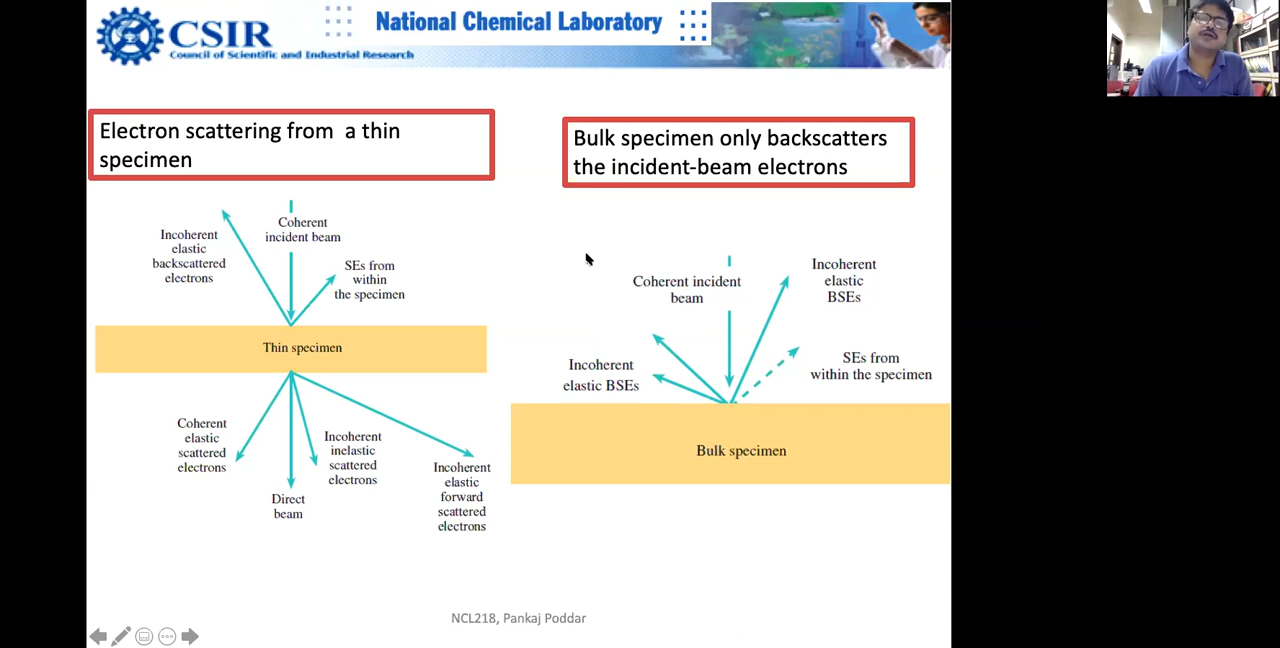 CSIR
Council of Scientific and Industrial Research
National Chemical Laboratory
Electron scattering from a thin
specimen
Incoherent
elastic
backscattered
electrons
Coherent
incident beam
SEs from
within
the specimen
Thin specimen
Coherent
elastic
scattered
electrons
Direct
beam
Incoherent
inelastic
scattered
electrons
Incoherent
elastic
forward
scattered
electrons
Bulk specimen only backscatters
the incident-beam electrons
Coherent incident
beam
Incoherent
elastic
BSEs
Incoherent
elastic BSEs
SEs from
within the specimen
Bulk specimen
NCL218, Pankaj Poddar